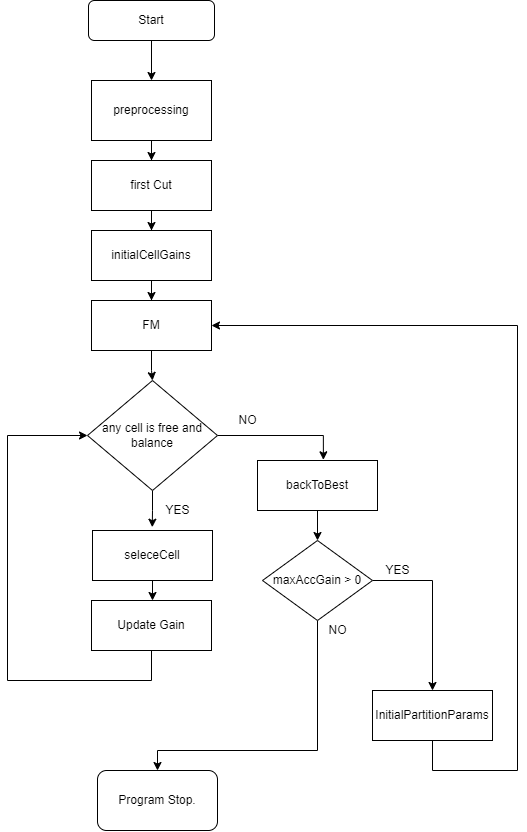 Start
preprocessing
first Cut
initialCellGains
FM
any cell is free and
balance
NO
YES
backToBest
seleceCell
maxAccGain > 0
YES
Update Gain
NO
InitialPartitionParams
Program Stop.